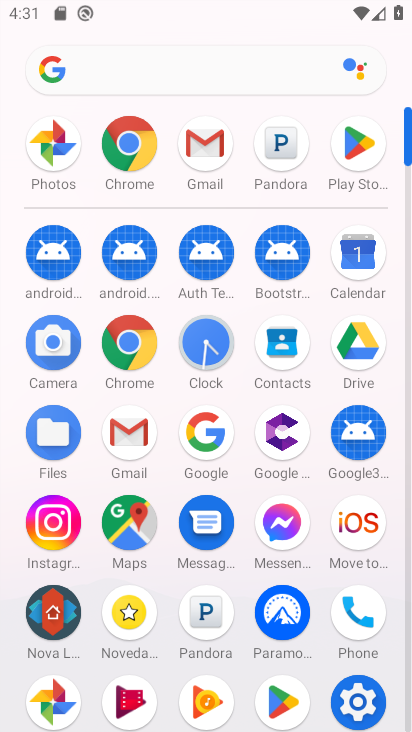 4:31
Photos Chrome Gmail Pandora Play Sto...
android... android.... Auth Te... Bootstr... Calendar
Camera Chrome Clock Contacts Drive
Files Gmail Google Google ... Google3...
Instagr... Maps Messag... Messen... Move to...
Nova L... Noveda... Pandora Paramo... Phone